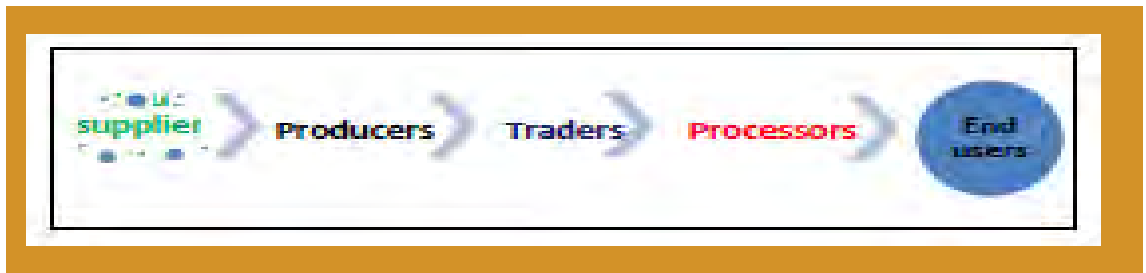 supplier
Producers
Traders
Processors
End
users